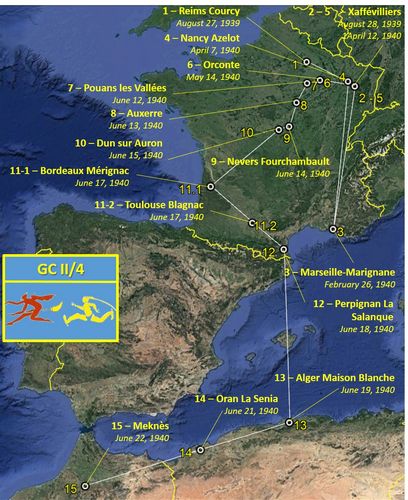 1 – Reims Courcy
August 27, 1939
2 – 5 Xaffévilliers
August 28, 1939
April 12, 1940
4 – Nancy Azelot
April 7, 1940
6 – Orconte
May 14, 1940
1
4
7
6
2 - 5
7 – Pouans les Vallées
June 12, 1940
8
8 – Auxerre
June 13, 1940
10 – Dun sur Auron
June 15, 1940
10
9
9 – Nevers Fourchambault
June 14, 1940
11-1 – Bordeaux Mérignac
June 17, 1940
11.1
11-2 – Toulouse Blagnac
June 17, 1940
11.2
3
12
3 – Marseille-Marignane
February 26, 1940
GC II/4
12 – Perpignan La
Salanque
June 18, 1940
13 – Alger Maison Blanche
June 19, 1940
14 – Oran La Senia
June 21, 1940
13
15 – Meknès
June 22, 1940
14
15